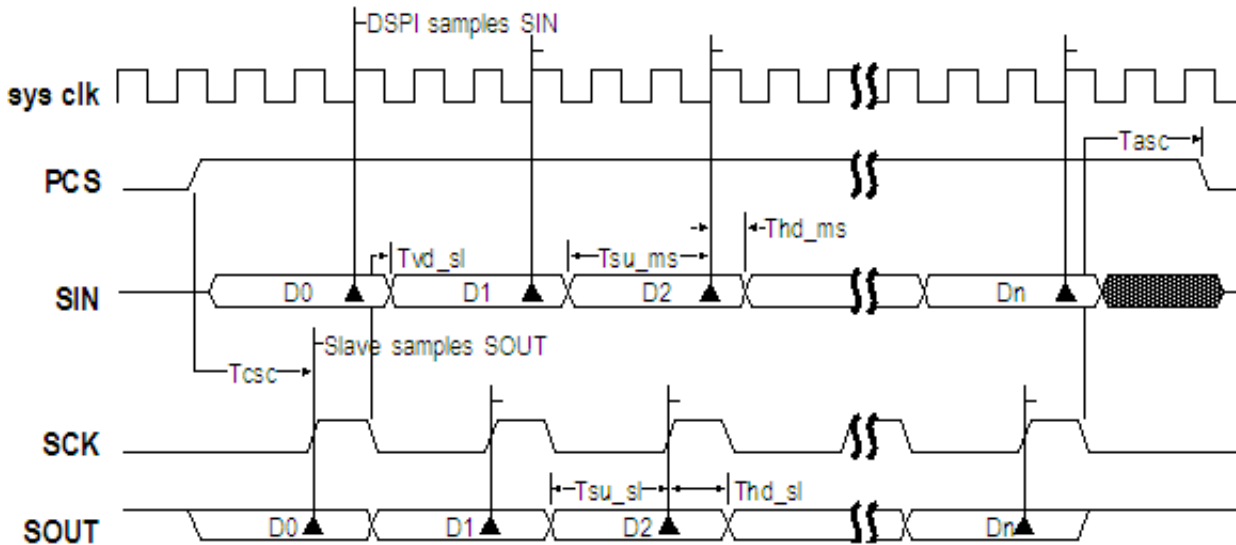 DSPI samples SIN
sys clk
Tasc
PCS
Thd_ms
Tvd_sl
Tsu_ms
SIN
D0
D1
D2
Dn
Slave samples SOUT
Tcsc
SCK
Tsu_sl
Thd_sl
SOUT
D0
D1
D2
Dn